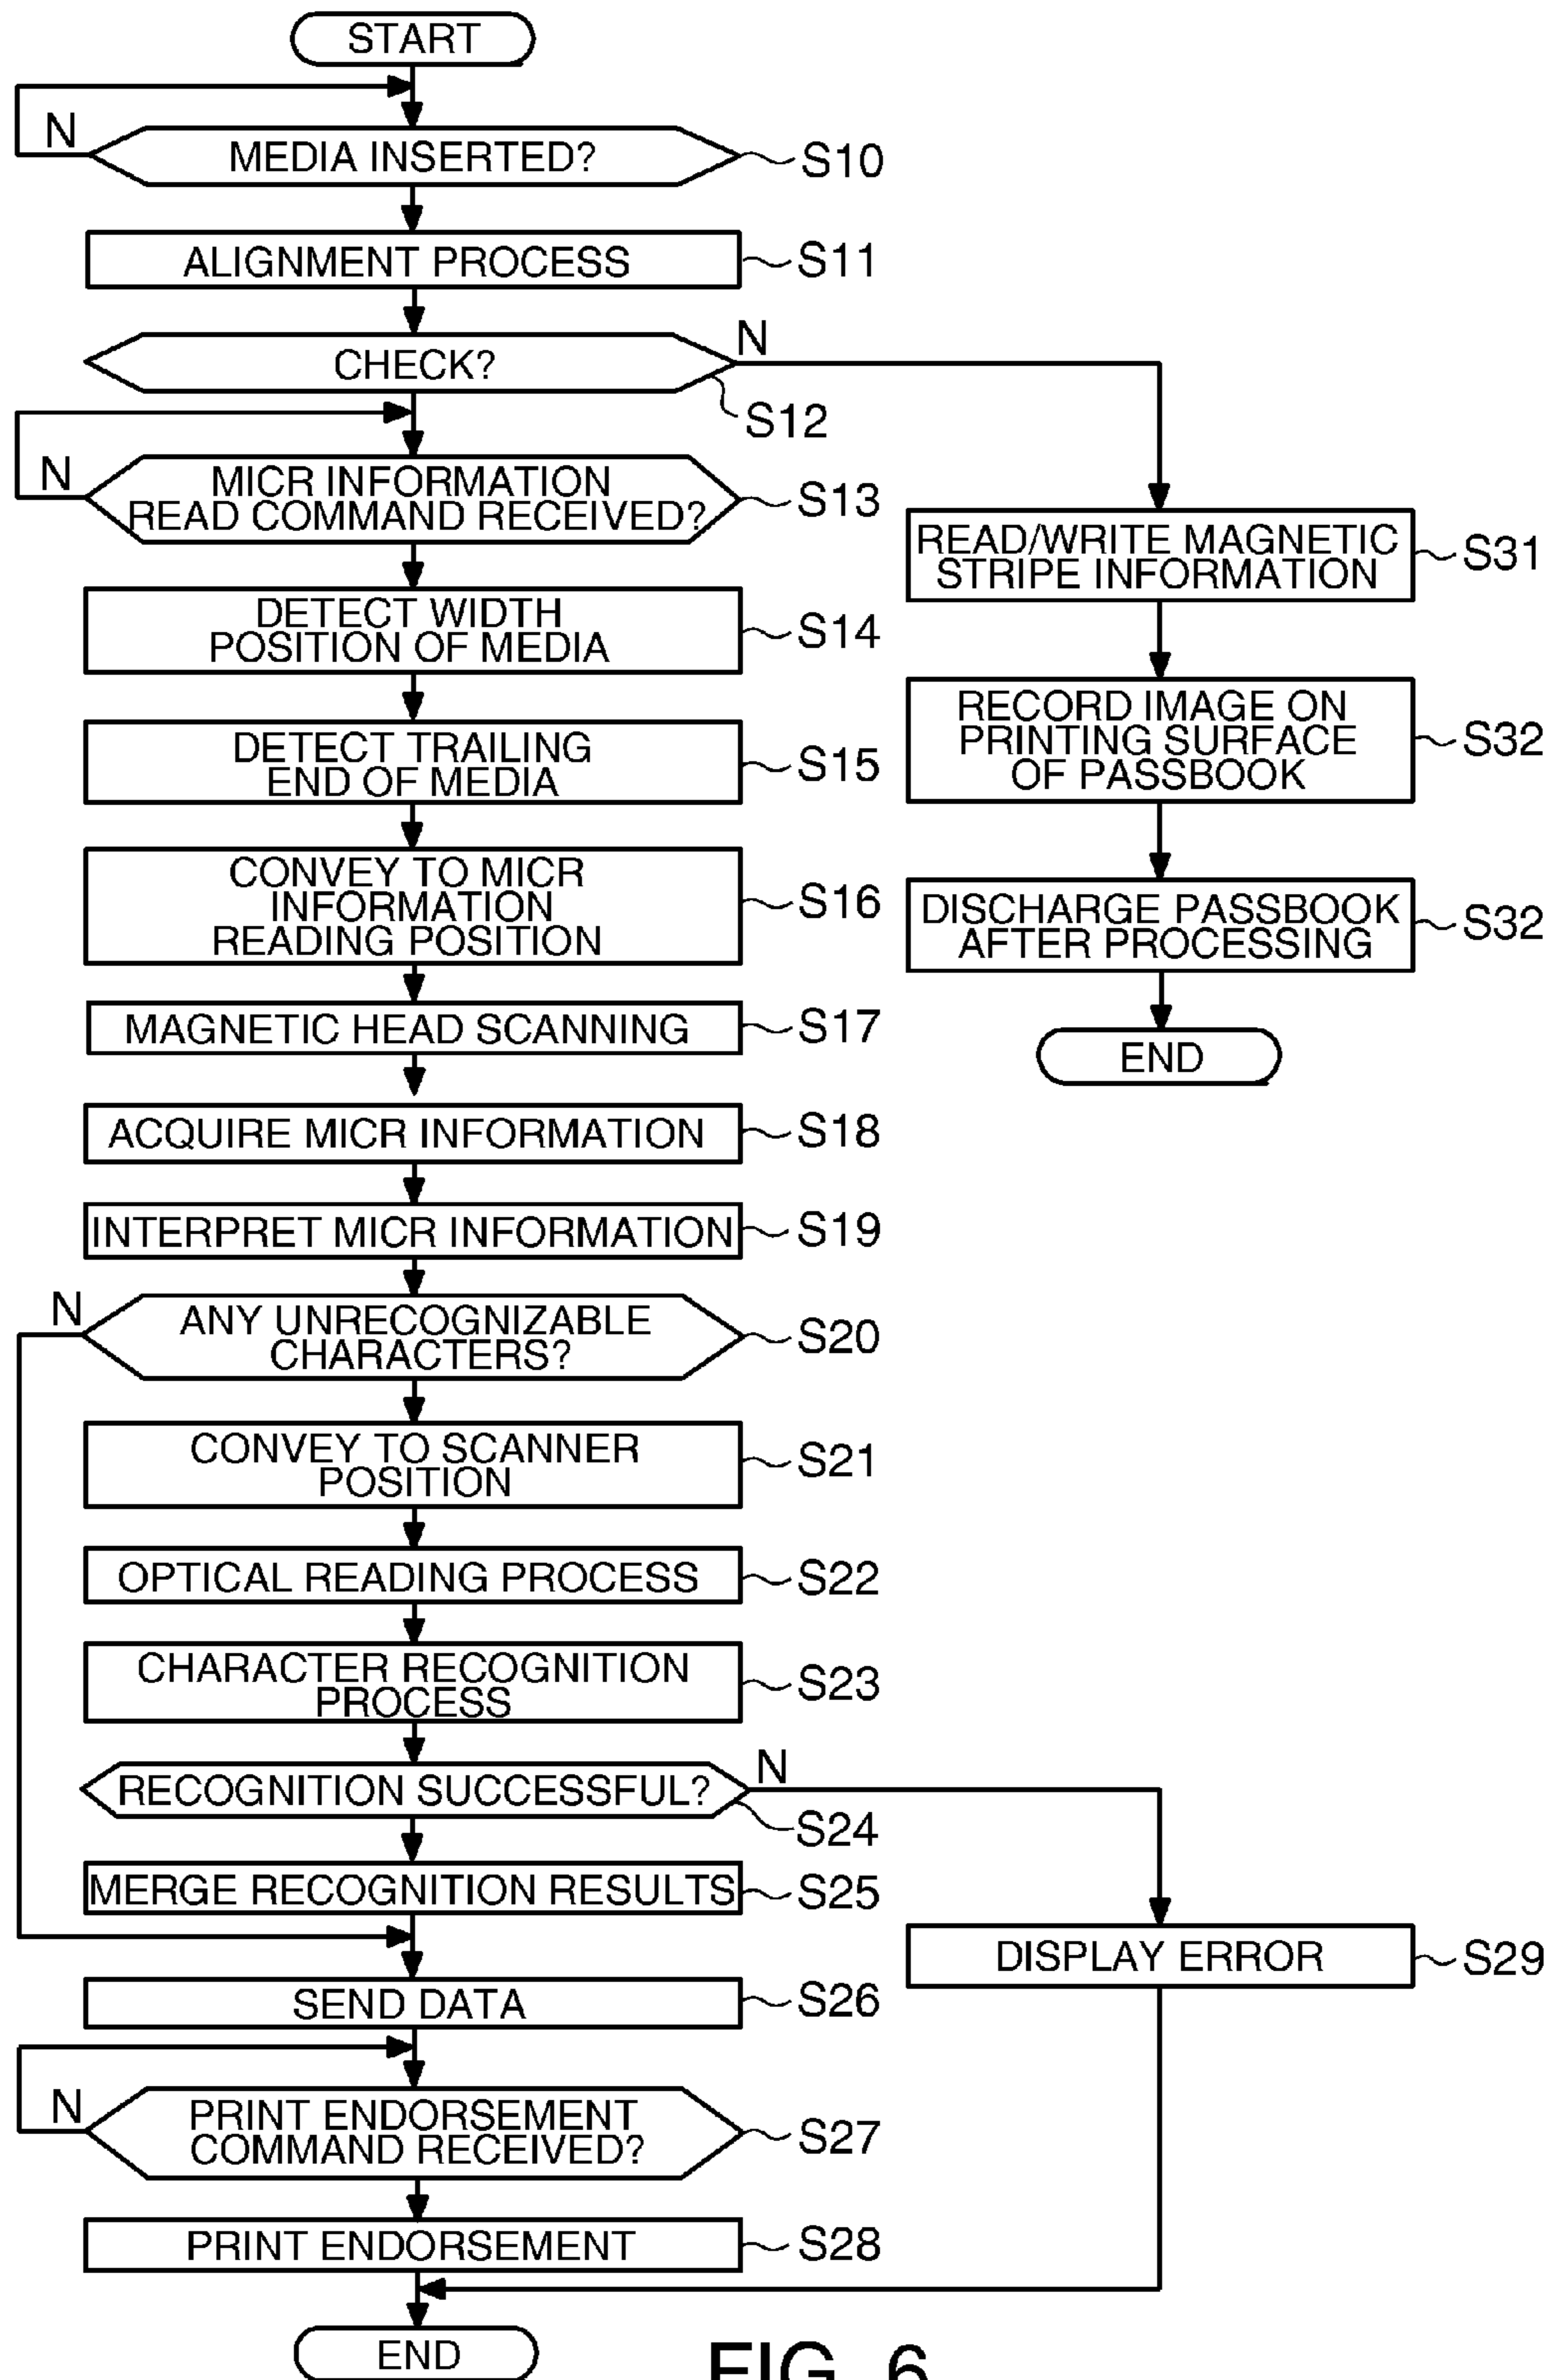 START
N
MEDIA INSERTED?
S10
ALIGNMENT PROCESS
S11
CHECK?
N
S12
N
MICR INFORMATION
READ COMMAND RECEIVED?
S13
DETECT WIDTH
POSITION OF MEDIA
S14
DETECT TRAILING
END OF MEDIA
S15
CONVEY TO MICR
INFORMATION
READING POSITION
S16
MAGNETIC HEAD SCANNING
S17
ACQUIRE MICR INFORMATION
S18
INTERPRET MICR INFORMATION
S19
N
ANY UNRECOGNIZABLE
CHARACTERS?
S20
CONVEY TO SCANNER
POSITION
S21
OPTICAL READING PROCESS
S22
CHARACTER RECOGNITION
PROCESS
S23
RECOGNITION SUCCESSFUL?
N
S24
MERGE RECOGNITION RESULTS
S25
SEND DATA
S26
N
PRINT ENDORSEMENT
COMMAND RECEIVED?
S27
PRINT ENDORSEMENT
S28
END
READ/WRITE MAGNETIC
STRIPE INFORMATION
S31
RECORD IMAGE ON
PRINTING SURFACE
OF PASSBOOK
S32
DISCHARGE PASSBOOK
AFTER PROCESSING
S32
END
DISPLAY ERROR
S29
FIG. 6